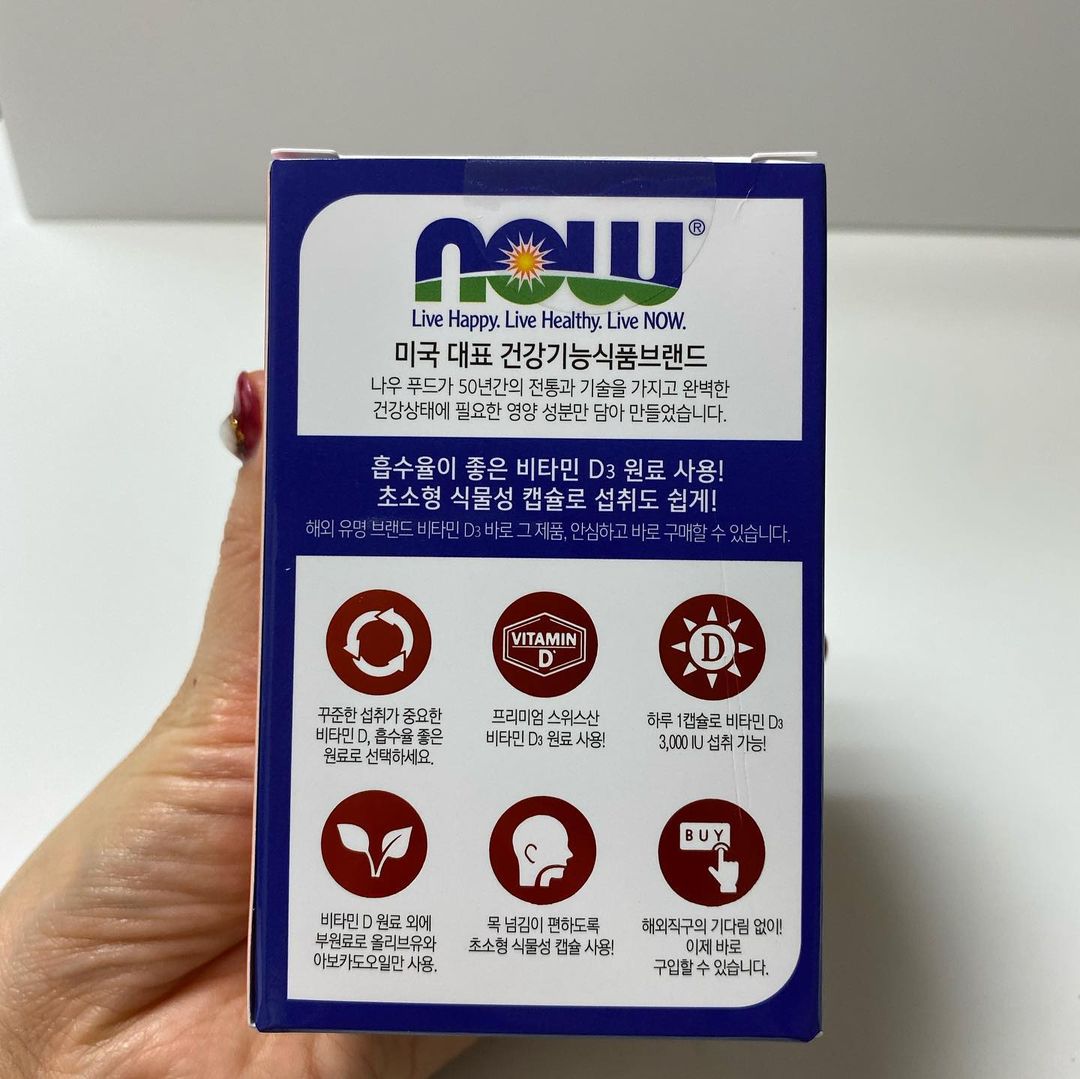 now®
Live Happy. Live Healthy. Live NOW.
미국 대표 건강기능식품브랜드
나우 푸드가 50년간의 전통과 기술을 가지고 완벽한
건강상태에 필요한 영양 성분만 담아 만들었습니다.
흡수율이 좋은 비타민 D3 원료 사용!
초소형 식물성 캡슐로 섭취도 쉽게!
해외 유명 브랜드 비타민 D3 바로 그 제품, 안심하고 바로 구매할 수 있습니다.
VITAMIN
D
D
꾸준한 섭취가 중요한
비타민 D, 흡수율 좋은
원료로 선택하세요.
프리미엄 스위스산
비타민 D3 원료 사용!
하루 1캡슐로 비타민 D3
3,000 IU 섭취 가능!
BUY
비타민 D 원료 외에
부원료로 올리브유와
아보카도오일만 사용.
목 넘김이 편하도록
초소형 식물성 캡슐 사용!
해외직구의 기다림 없이!
이제 바로
구입할 수 있습니다.